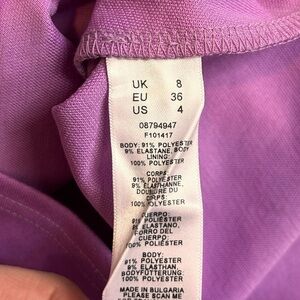 UK 8
EU 36
US 4
08794947
F101417
BODY: 91% POLYESTER
9% ELASTANE, BODY
LINING:
100% POLYESTER
CORPS:
91% POLYESTER
9% ÉLASTHANNE,
DOUBLURE DU
CORPS:
100% POLYESTER
CUERPO:
91% POLIÉSTER
9% ELASTANO,
FORRO DEL
CUERPO:
100% POLIÉSTER
BODY:
91% POLYESTER
9% ELASTHAN,
BODYFÜTTERUNG:
100% POLYESTER
MADE IN BULGARIA
PLEASE SCAN ME